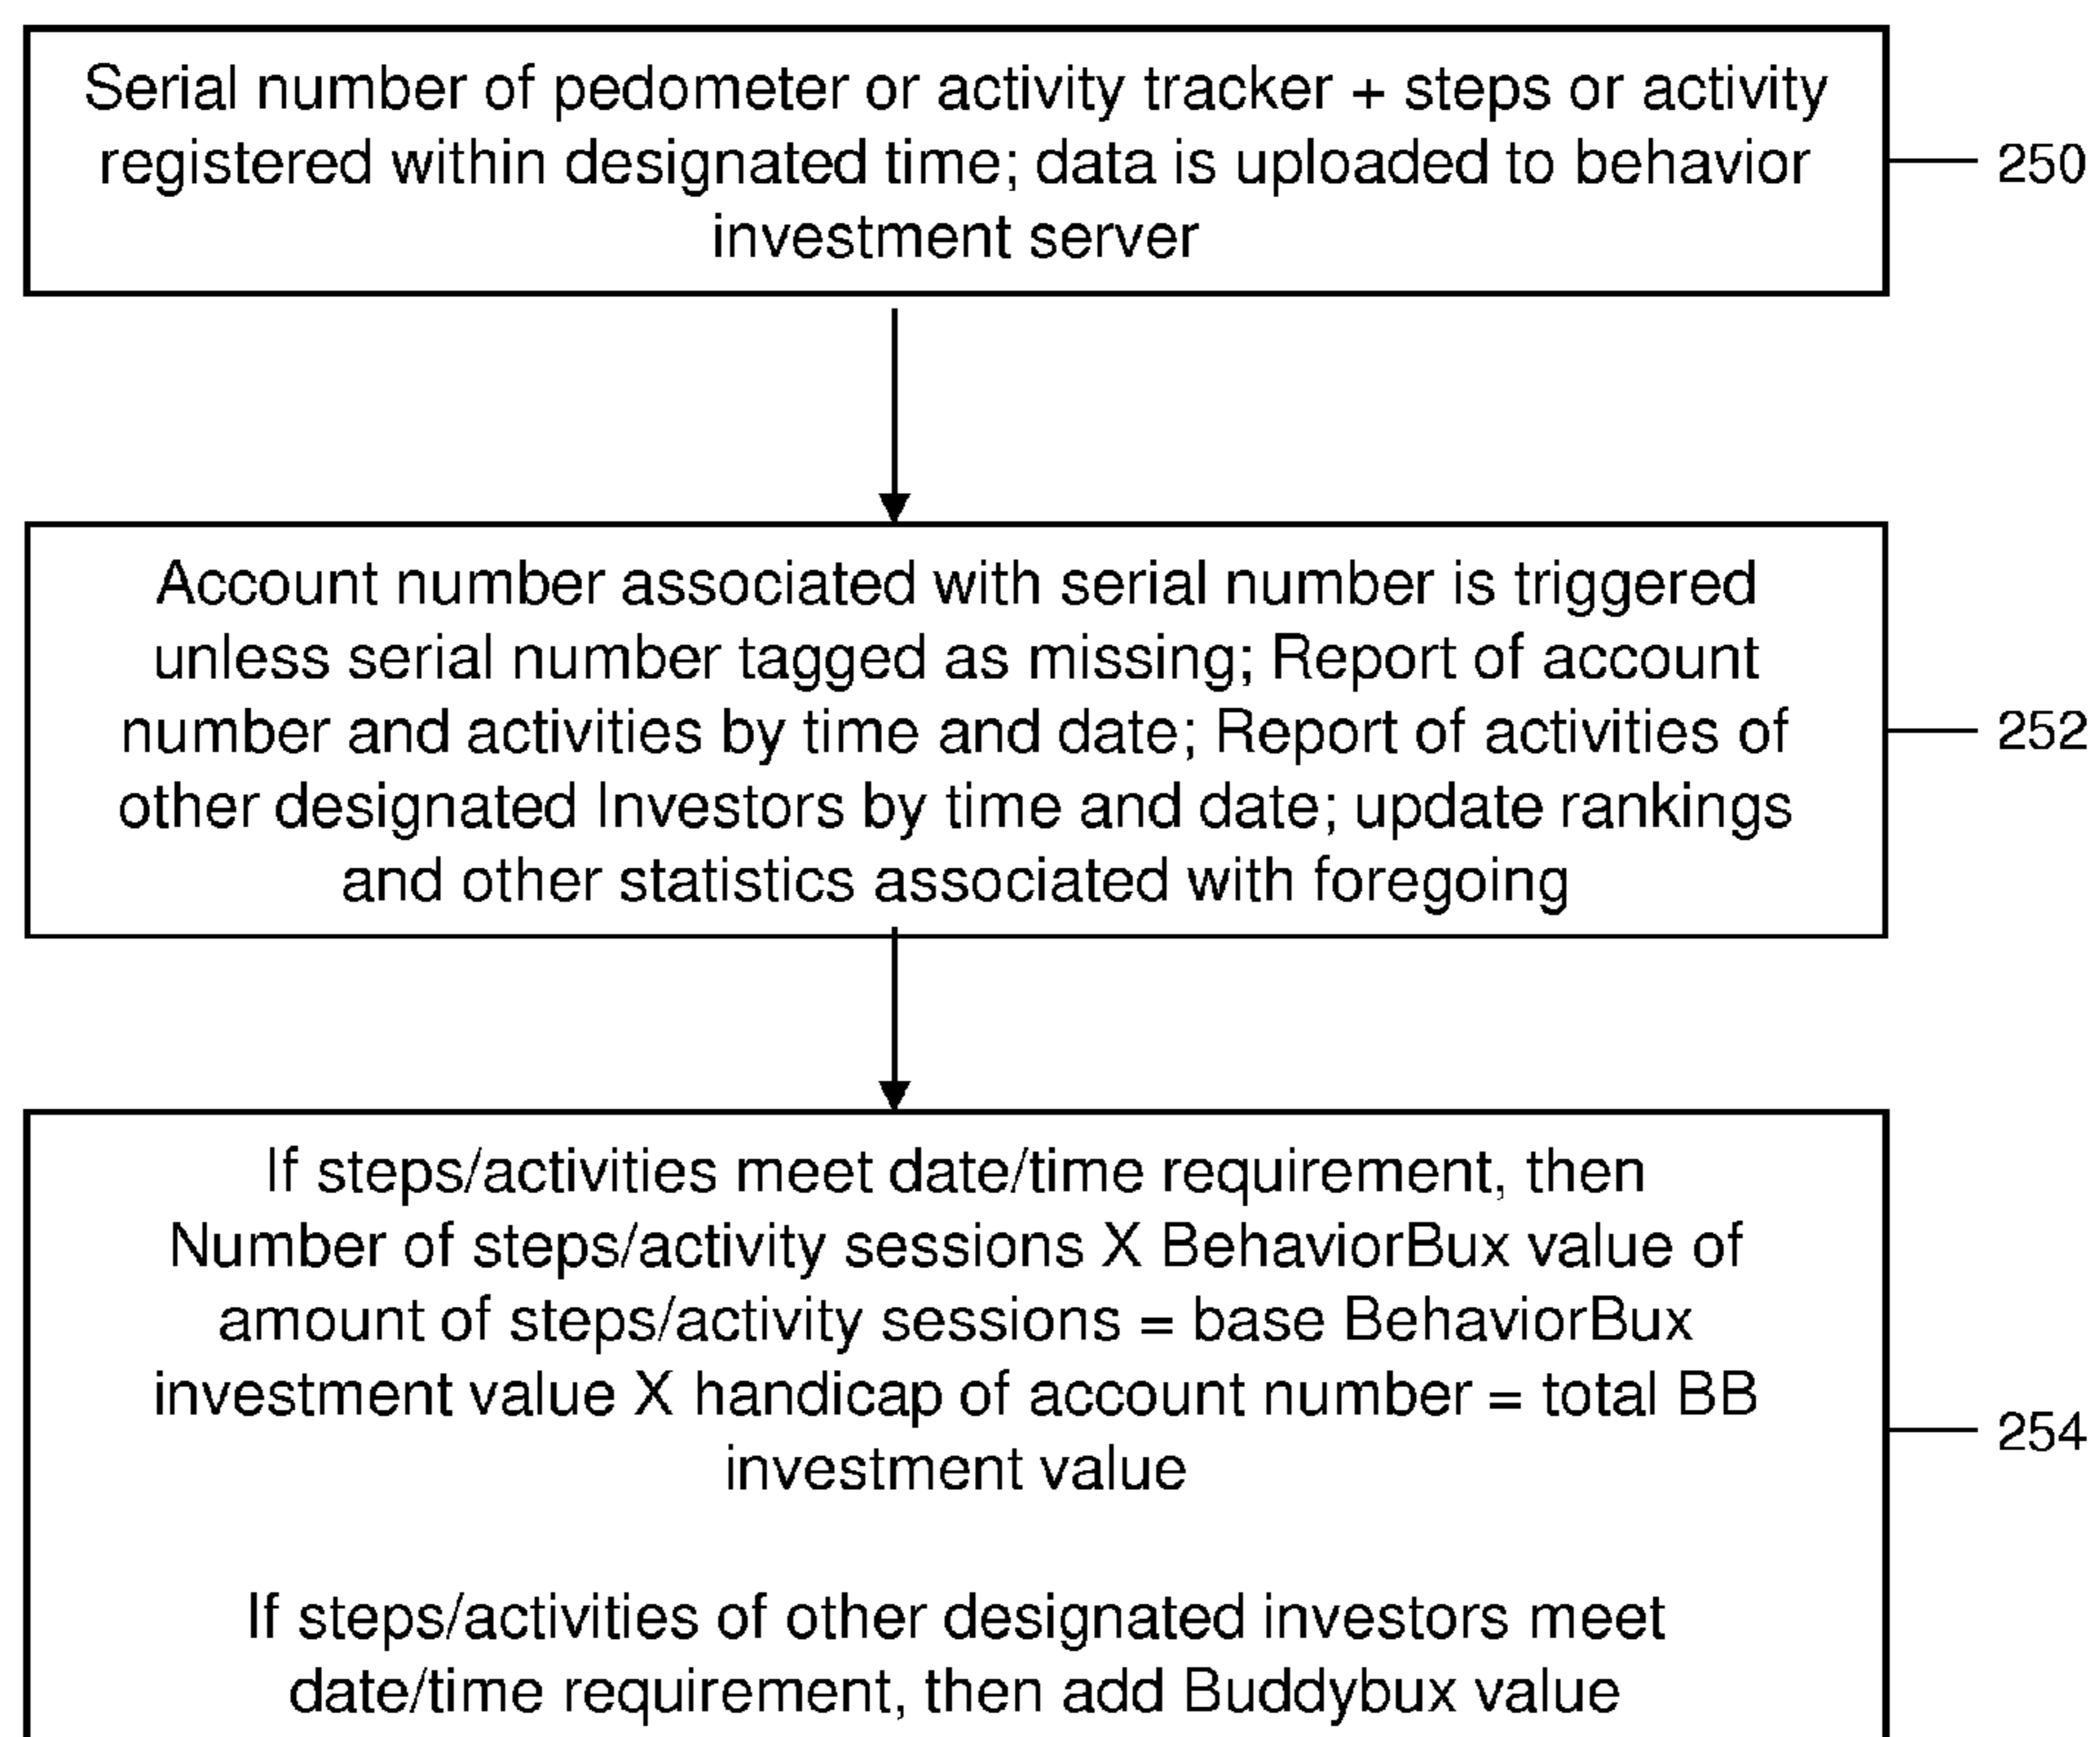 Serial number of pedometer or activity tracker + steps or activity
registered within designated time; data is uploaded to behavior
investment server
250
Account number associated with serial number is triggered
unless serial number tagged as missing; Report of account
number and activities by time and date; Report of activities of
other designated Investors by time and date; update rankings
and other statistics associated with foregoing
252
If steps/activities meet date/time requirement, then
Number of steps/activity sessions X BehaviorBux value of
amount of steps/activity sessions = base BehaviorBux
investment value X handicap of account number = total BB
investment value
If steps/activities of other designated investors meet
date/time requirement, then add Buddybux value
254